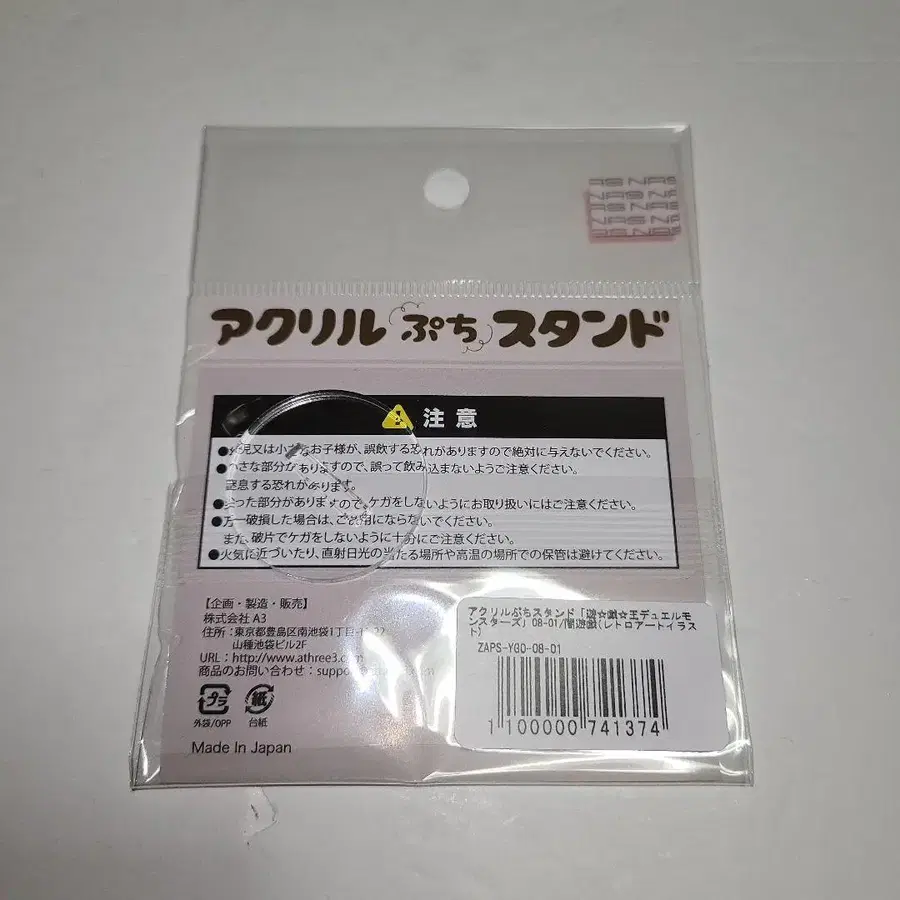 アクリル ぷち スタンド
注意
●幼児又は小さなお子様が、誤飲する恐れがありますので絶対に与えないでください。
●小さな部分がありますので、誤って飲み込まないようご注意ください。
窒息する恐れがあります。
●尖った部分がありますので、ケガをしないようにお取り扱いにはご注意ください。
●万一破損した場合は、ご使用にならないでください。
また、破片でケガをしないように十分にご注意ください。
●火気に近づいたり、直射日光の当たる場所や高温の場所での保管は避けてください。
【企画・製造・販売】
株式会社 A3
住所：東京都豊島区南池袋1丁目
山種池袋ビル2F
URL：http://www.athree3.com
商品のお問い合わせ：
プラ
紙
外袋/OPP
台紙
Made In Japan
アクリルぷちスタンド「遊☆戯☆王デュエルモ
ンスターズ」08-01/闇遊戯(レトロアートイラス
ト)
ZAPS-YGO-08-01
1100000741374